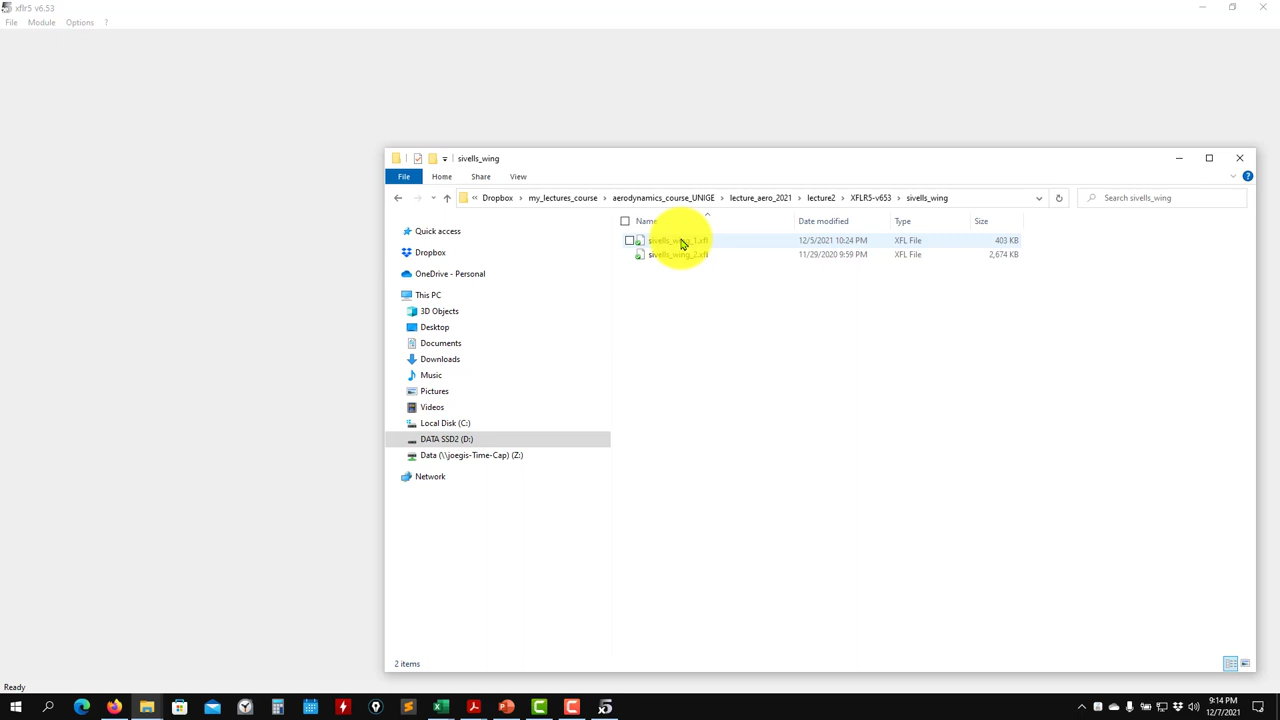 xflr5 v6.53
File Module Options ?
sivells_wing
File Home Share View
« Dropbox > my_lectures_course > aerodynamics_course_UNIGE > lecture_aero_2021 > lecture2 > XFLR5-v653 > sivells_wing
Search sivells_wing
Name Date modified Type Size
sivells_wing_1.xfl 12/5/2021 10:24 PM XFL File 403 KB
sivells_wing_2.xfl 11/29/2020 9:59 PM XFL File 2,674 KB
Quick access
Dropbox
OneDrive - Personal
This PC
3D Objects
Desktop
Documents
Downloads
Music
Pictures
Videos
Local Disk (C:)
DATA SSD2 (D:)
Data (\\joegis-Time-Cap) (Z:)
Network
2 items
Ready
9:14 PM
12/7/2021